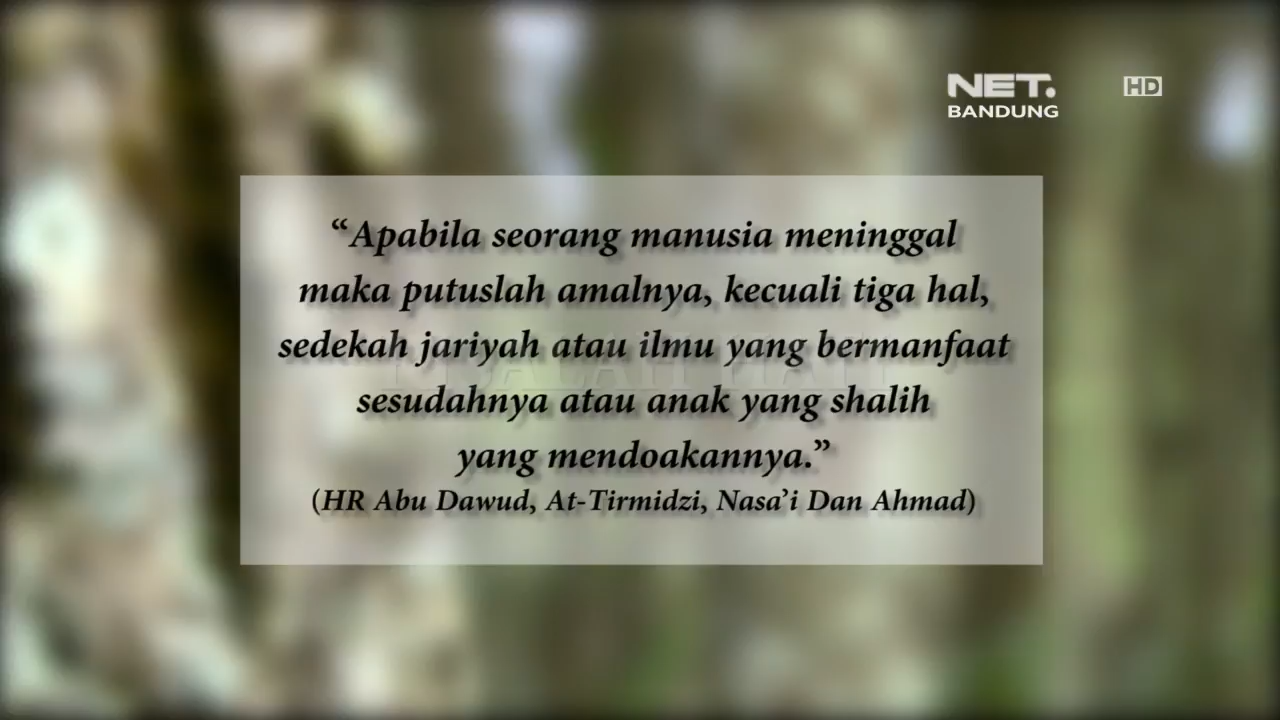 NET.
BANDUNG
HD
“Apabila seorang manusia meninggal
maka putuslah amalnya, kecuali tiga hal,
sedekah jariyah atau ilmu yang bermanfaat
sesudahnya atau anak yang shalih
yang mendoakannya.”
(HR Abu Dawud, At-Tirmidzi, Nasa’i Dan Ahmad)